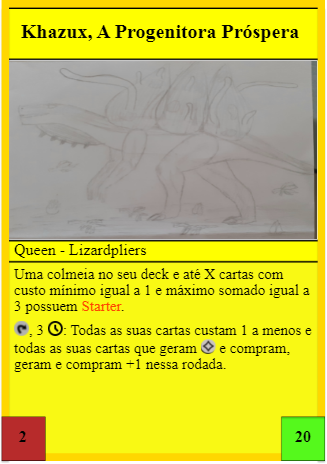 Khazux, A Progenitora Próspera
Queen - Lizardpliers
Uma colmeia no seu deck e até X cartas com
custo mínimo igual a 1 e máximo somado igual a
3 possuem Starter.
, 3 : Todas as suas cartas custam 1 a menos e
todas as suas cartas que geram e compram,
geram e compram +1 nessa rodada.
2
20